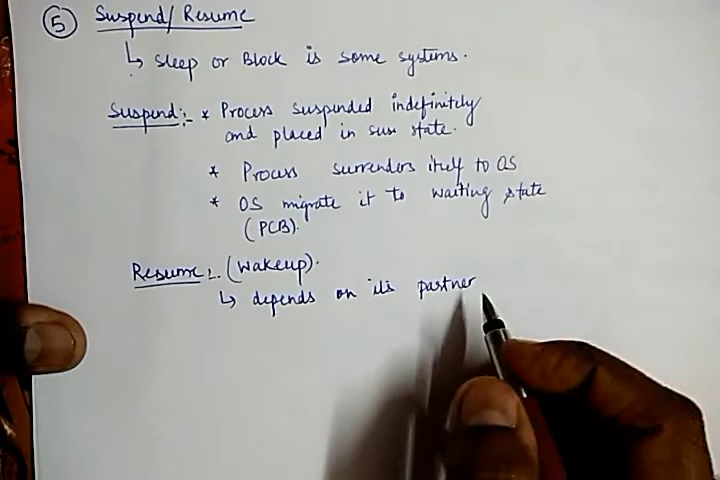 5 Suspend/Resume
↳ Sleep or Block is some systems.
Suspend:- * Process suspended indefinitely
and placed in sus state.
* Process surrenders itself to OS
* OS migrate it to waiting state
(PCB).
Resume:- (Wakeup).
↳ depends on its partner